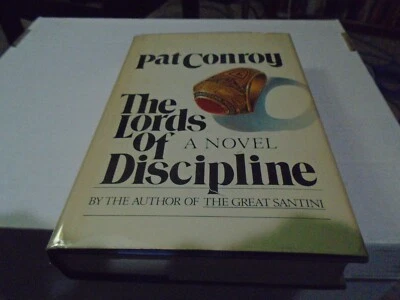 Pat Conroy
The
Lords
of
A NOVEL
Discipline
BY THE AUTHOR OF THE GREAT SANTINI